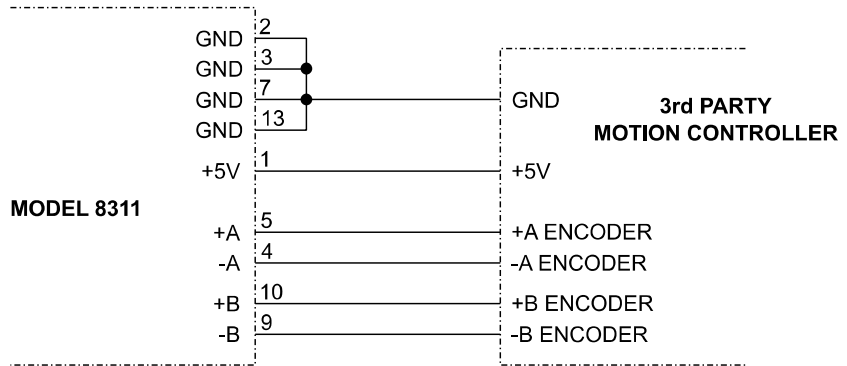 GND 2
GND 3
GND 7
GND 13
+5V 1
MODEL 8311
+A 5
-A 4
+B 10
-B 9
GND
3rd PARTY
MOTION CONTROLLER
+5V
+A ENCODER
-A ENCODER
+B ENCODER
-B ENCODER